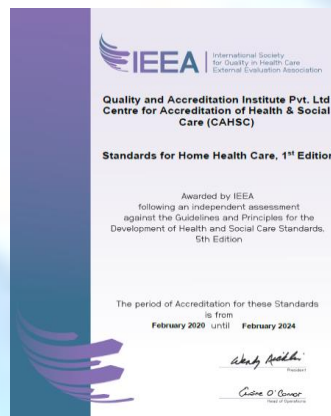 IEEA
International Society
for Quality in Health Care
External Evaluation Association
Quality and Accreditation Institute Pvt. Ltd
Centre for Accreditation of Health & Social
Care (CAHSC)
Standards for Home Health Care, 1st Edition
Awarded by IEEA
following an independent assessment
against the Guidelines and Principles for the
Development of Health and Social Care Standards,
5th Edition
The period of Accreditation for these Standards
is from
February 2020 until February 2024
President
Head of Operations